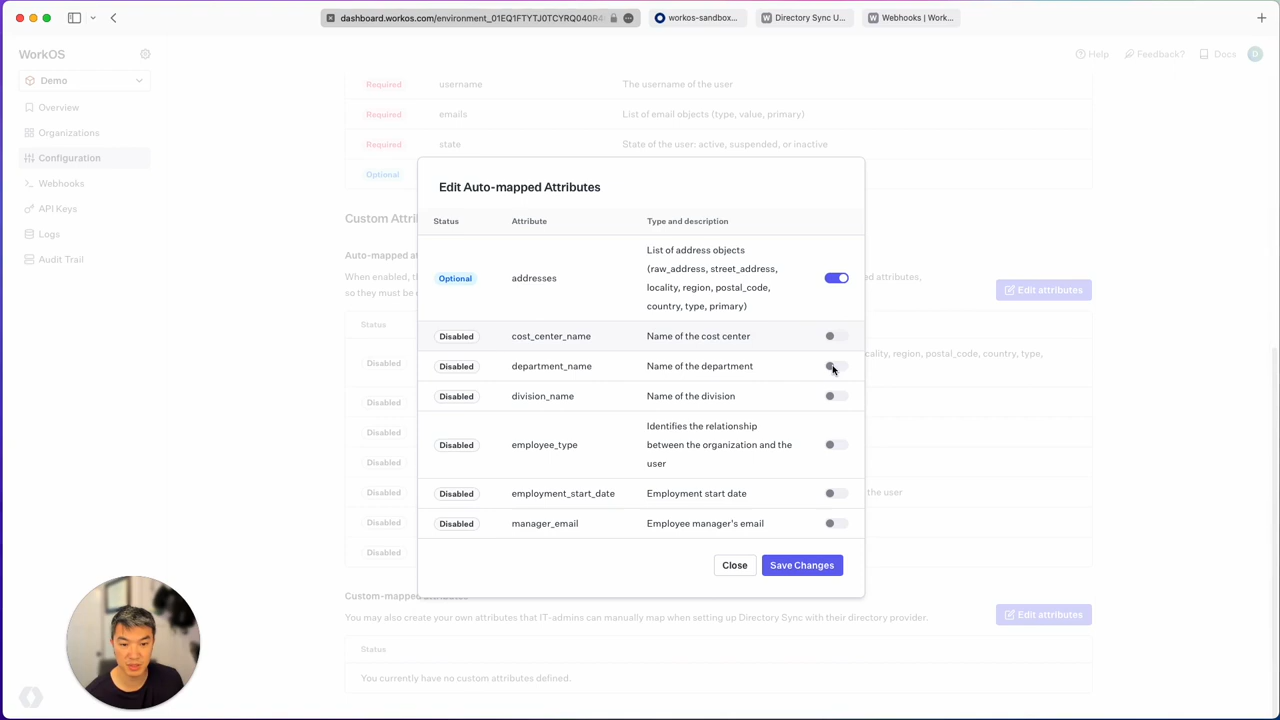 dashboard.workos.com/environment_01EQ1FTYTJ0TCYRQ040R4
workos-sandbox...
Directory Sync U...
Webhooks | Work...
WorkOS
Help
Feedback?
Docs
D
Demo
Overview
Organizations
Configuration
Webhooks
API Keys
Logs
Audit Trail
Required username The username of the user
Required emails List of email objects (type, value, primary)
Required state State of the user: active, suspended, or inactive
Optional
Custom Attri
Auto-mapped at
When enabled, th
ed attributes,
so they must be e
Edit attributes
Status
Disabled
cality, region, postal_code, country, type,
Disabled
Disabled
Disabled
Disabled
the user
Disabled
Disabled
Edit Auto-mapped Attributes
Status Attribute Type and description
Optional addresses
List of address objects
(raw_address, street_address,
locality, region, postal_code,
country, type, primary)
Disabled cost_center_name Name of the cost center
Disabled department_name Name of the department
Disabled division_name Name of the division
Disabled employee_type
Identifies the relationship
between the organization and the
user
Disabled employment_start_date Employment start date
Disabled manager_email Employee manager's email
Close Save Changes
Custom-mapped attributes
You may also create your own attributes that IT-admins can manually map when setting up Directory Sync with their directory provider.
Edit attributes
Status
You currently have no custom attributes defined.